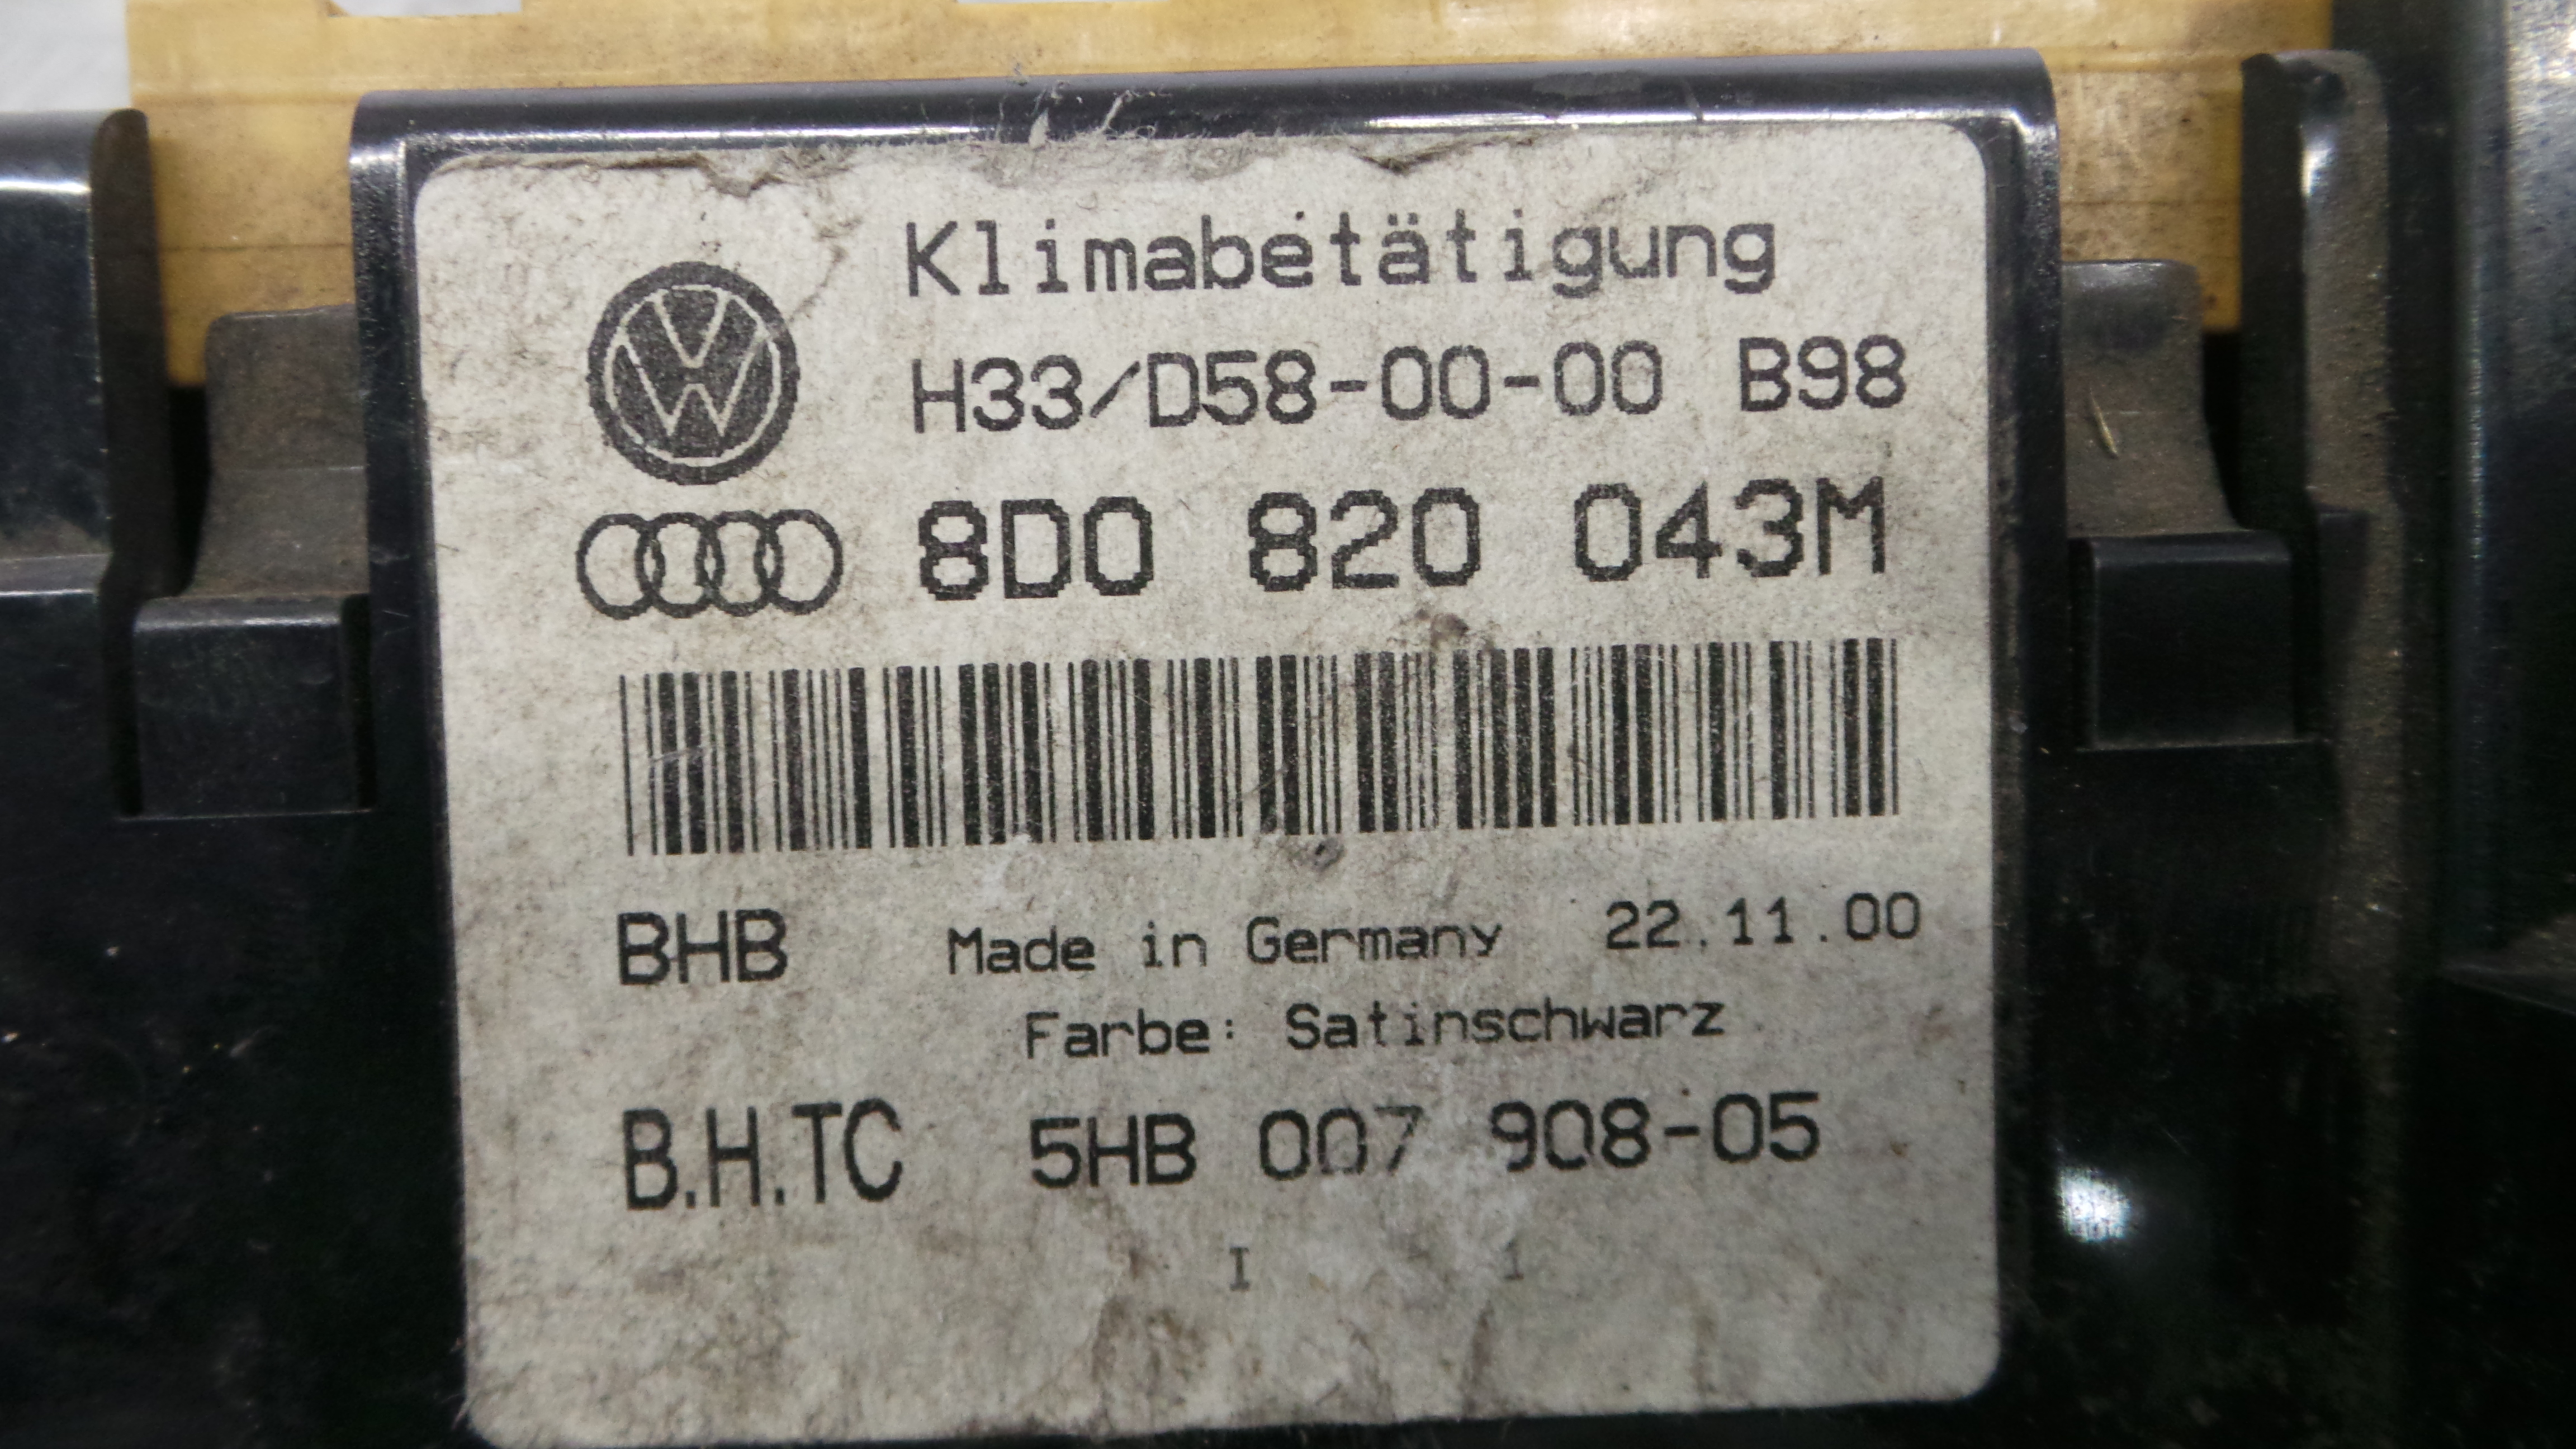 Klimabetätigung
H33/D58-00-00 B98
8D0 820 043M
BHB Made in Germany 22.11.00
Farbe: Satinschwarz
B.H.TC 5HB 007 908-05
I 1